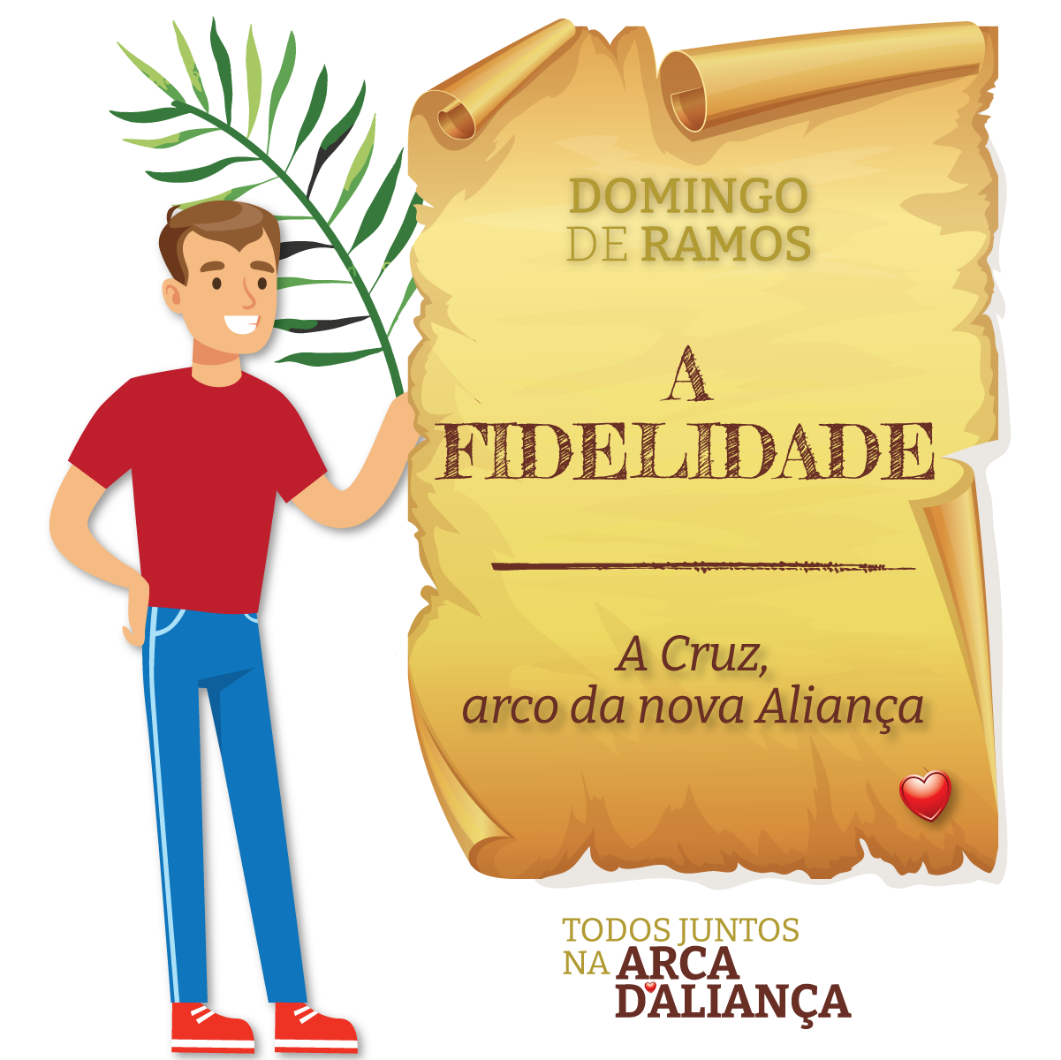 DOMINGO
DE RAMOS
A
FIDELIDADE
A Cruz,
arco da nova Aliança
TODOS JUNTOS
NA ARCA
D'ALIANÇA